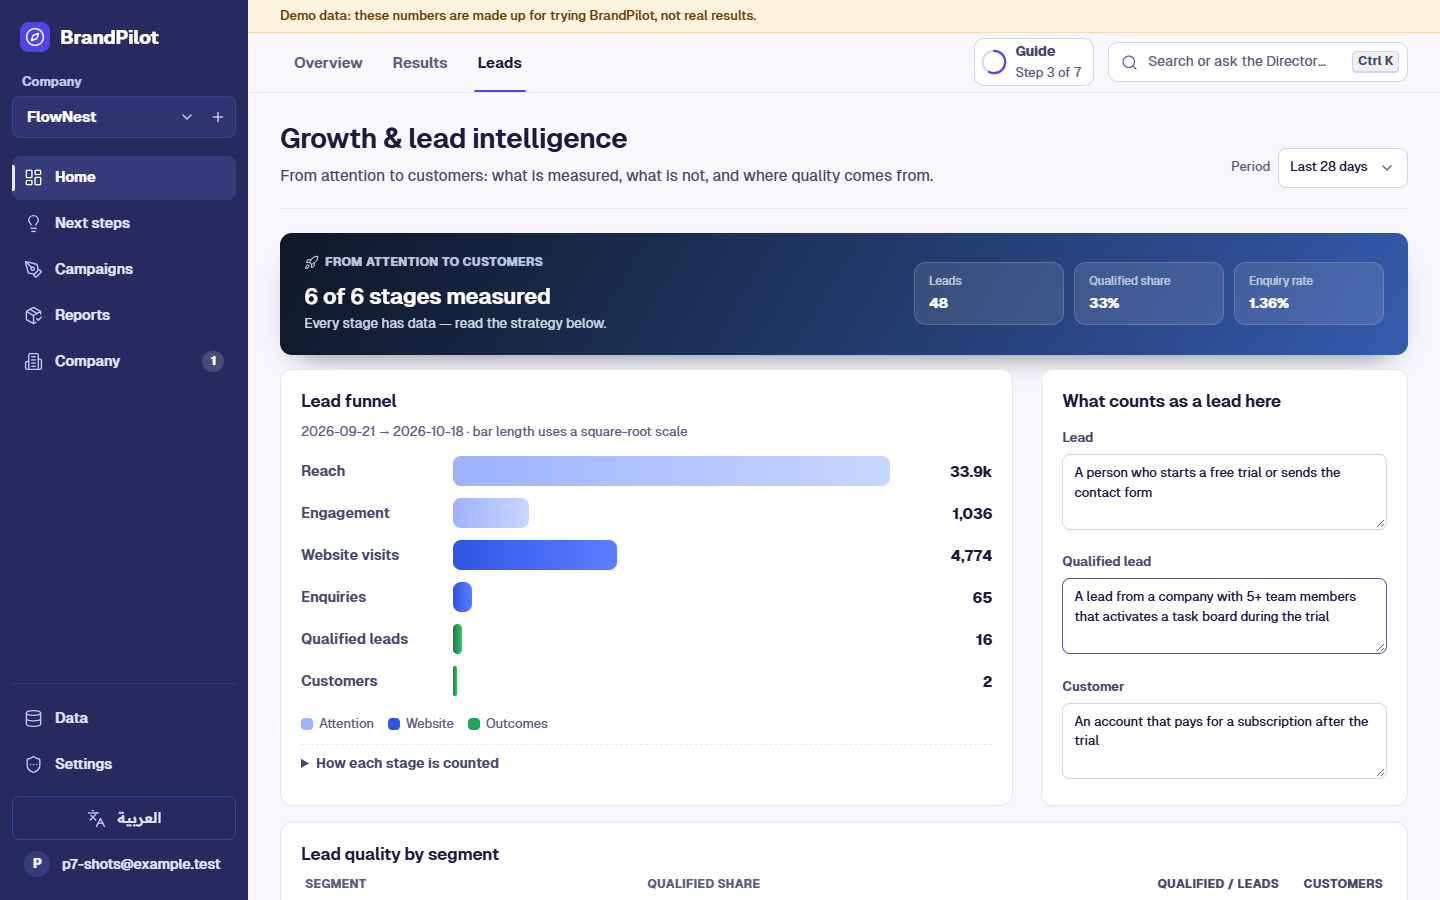 Demo data: these numbers are made up for trying BrandPilot, not real results.
BrandPilot
Company
FlowNest
Home
Next steps
Campaigns
Reports
Company 1
Data
Settings
العربية
P p7-shots@example.test
Overview Results Leads
Guide
Step 3 of 7
Search or ask the Director... Ctrl K
Growth & lead intelligence
From attention to customers: what is measured, what is not, and where quality comes from.
Period Last 28 days
FROM ATTENTION TO CUSTOMERS
6 of 6 stages measured
Every stage has data — read the strategy below.
Leads
48
Qualified share
33%
Enquiry rate
1.36%
Lead funnel
2026-09-21 → 2026-10-18 · bar length uses a square-root scale
Reach 33.9k
Engagement 1,036
Website visits 4,774
Enquiries 65
Qualified leads 16
Customers 2
Attention Website Outcomes
How each stage is counted
What counts as a lead here
Lead
A person who starts a free trial or sends the
contact form
Qualified lead
A lead from a company with 5+ team members
that activates a task board during the trial
Customer
An account that pays for a subscription after the
trial
Lead quality by segment
SEGMENT QUALIFIED SHARE QUALIFIED / LEADS CUSTOMERS